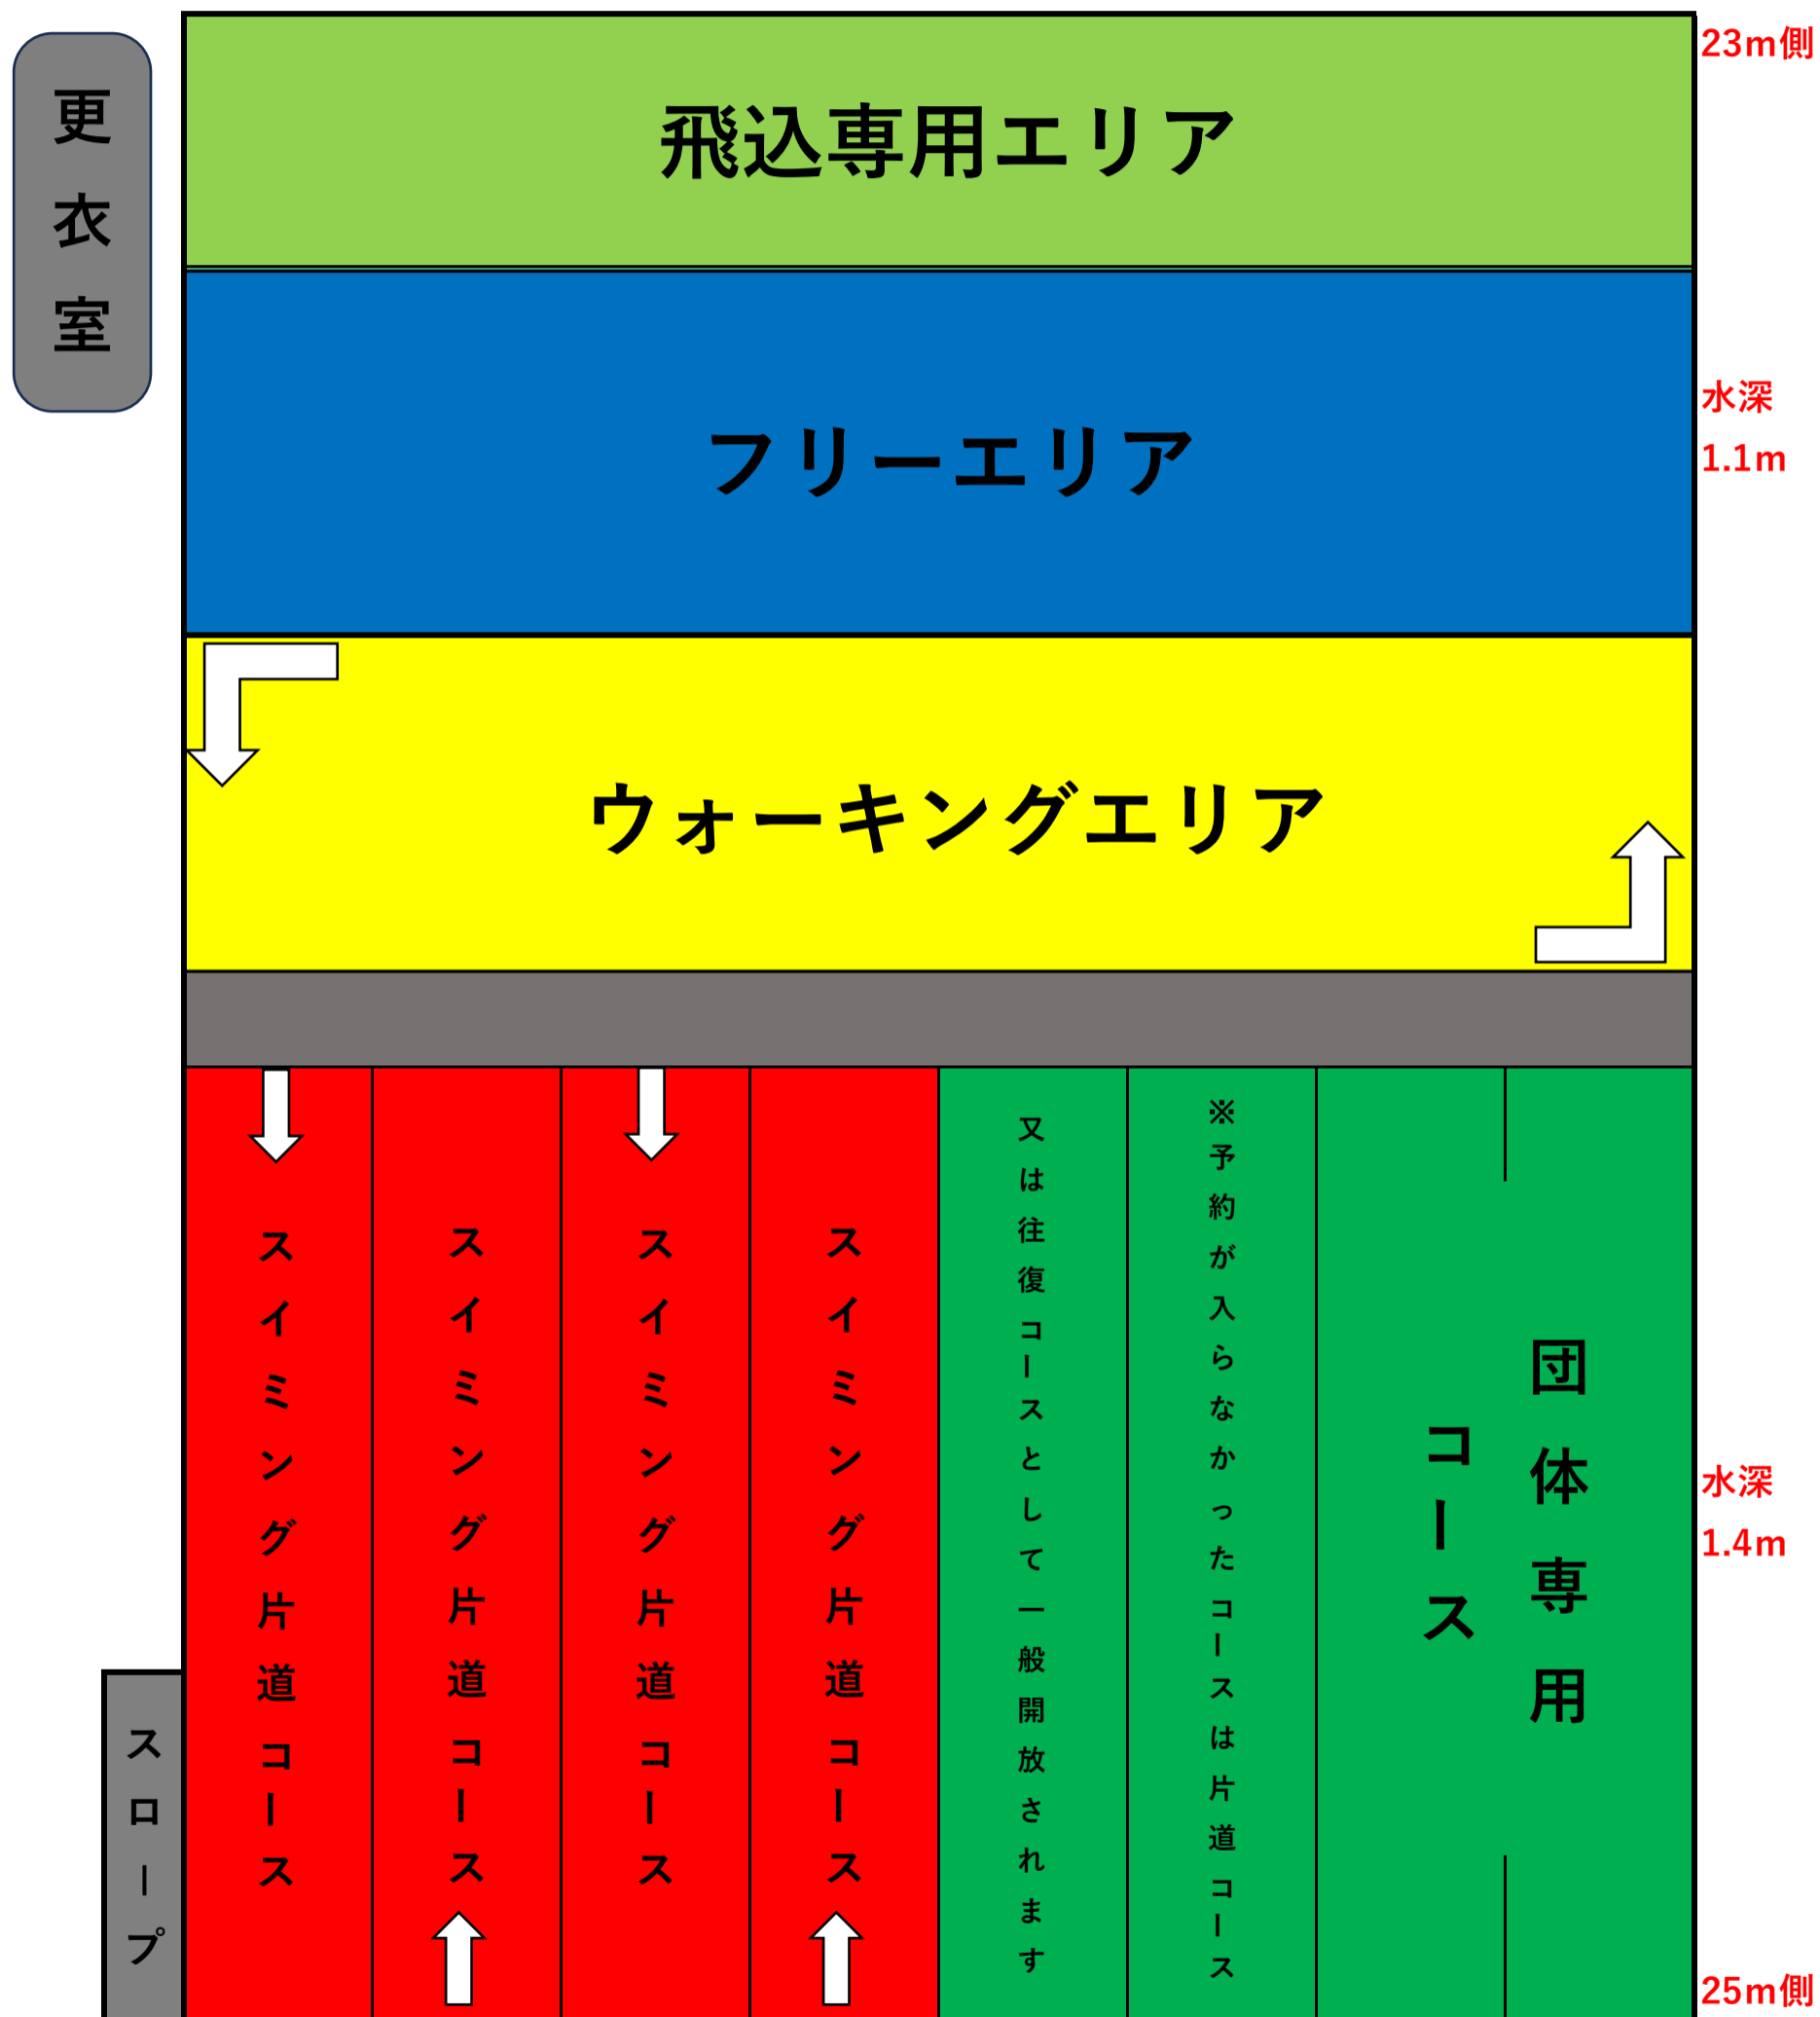 更衣室
飛込専用エリア
23m側
フリーエリア
水深
1.1m
ウォーキングエリア
スイミング片道コース
スイミング片道コース
スイミング片道コース
スイミング片道コース
団体専用
コース
※予約が入らなかったコースは片道コース
又は往復コースとして一般開放されます
水深
1.4m
スロープ
25m側